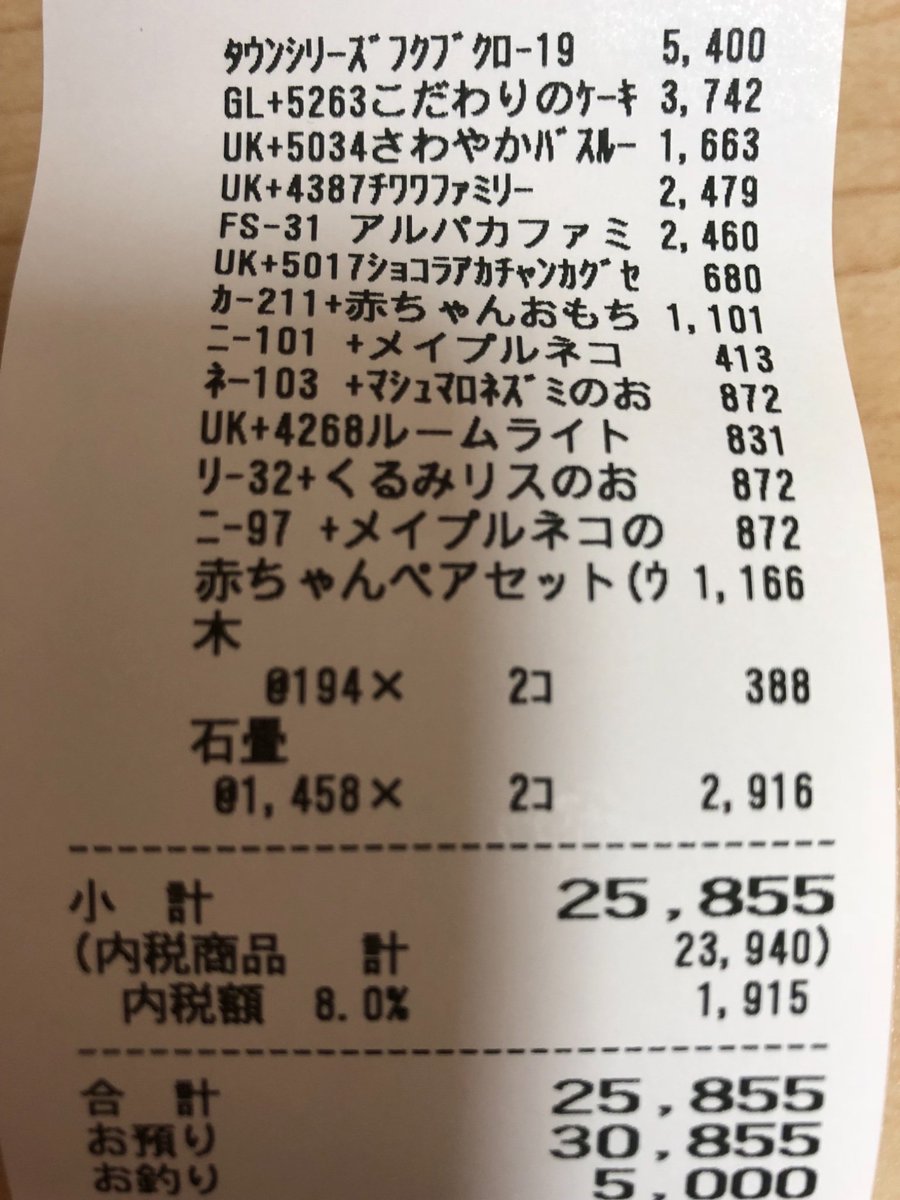 ﾀｳﾝｼﾘｰｽﾞﾌｸﾌﾞｸﾛ-19 5,400
GL+5263こだわりのｹｰｷ 3,742
UK+5034さわやかﾊﾞｽﾙｰ 1,663
UK+4387ﾁﾜﾜﾌｧﾐﾘｰ 2,479
FS-31 アルパカファミ 2,460
UK+5017ｼｮｺﾗｱｶﾁｬﾝｶｸﾞｾ 680
ｶ-211+赤ちゃんおもち 1,101
ﾆ-101 +メイプルネコ 413
ﾈ-103 +ﾏｼｭﾏﾛﾈｽﾞﾐのお 872
UK+4268ﾙームライト 831
ﾘ-32+くるみリスのお 872
ﾆ-97 +メイプルネコの 872
赤ちゃんペアセット(ｳ 1,166
木
@194× 2ｺ 388
石畳
@1,458× 2ｺ 2,916
小 計 25,855
(内税商品 計 23,940)
内税額 8.0% 1,915
合 計 25,855
お預り 30,855
お釣り 5,000